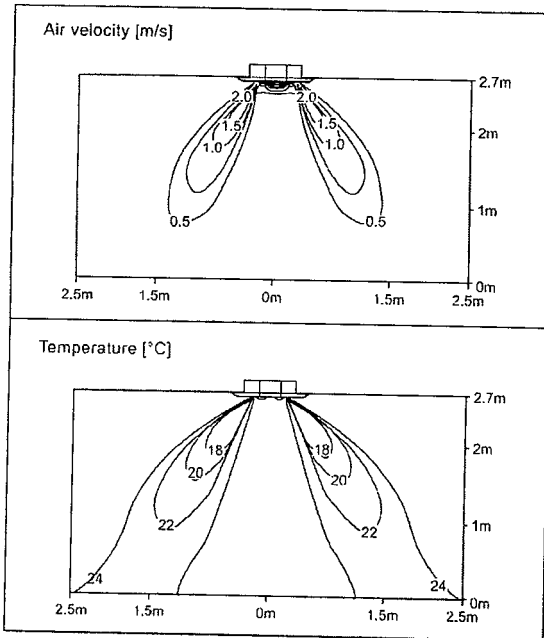 Air velocity [m/s]
2.7m
2.0 2.0
1.5 1.5
2m
1.0 1.0
1m
0.5 0.5
0m
2.5m 1.5m 0m 1.5m 2.5m
Temperature [°C]
2.7m
18 18
2m
20 20
22 22
1m
24 24
0m
2.5m 1.5m 0m 1.5m 2.5m